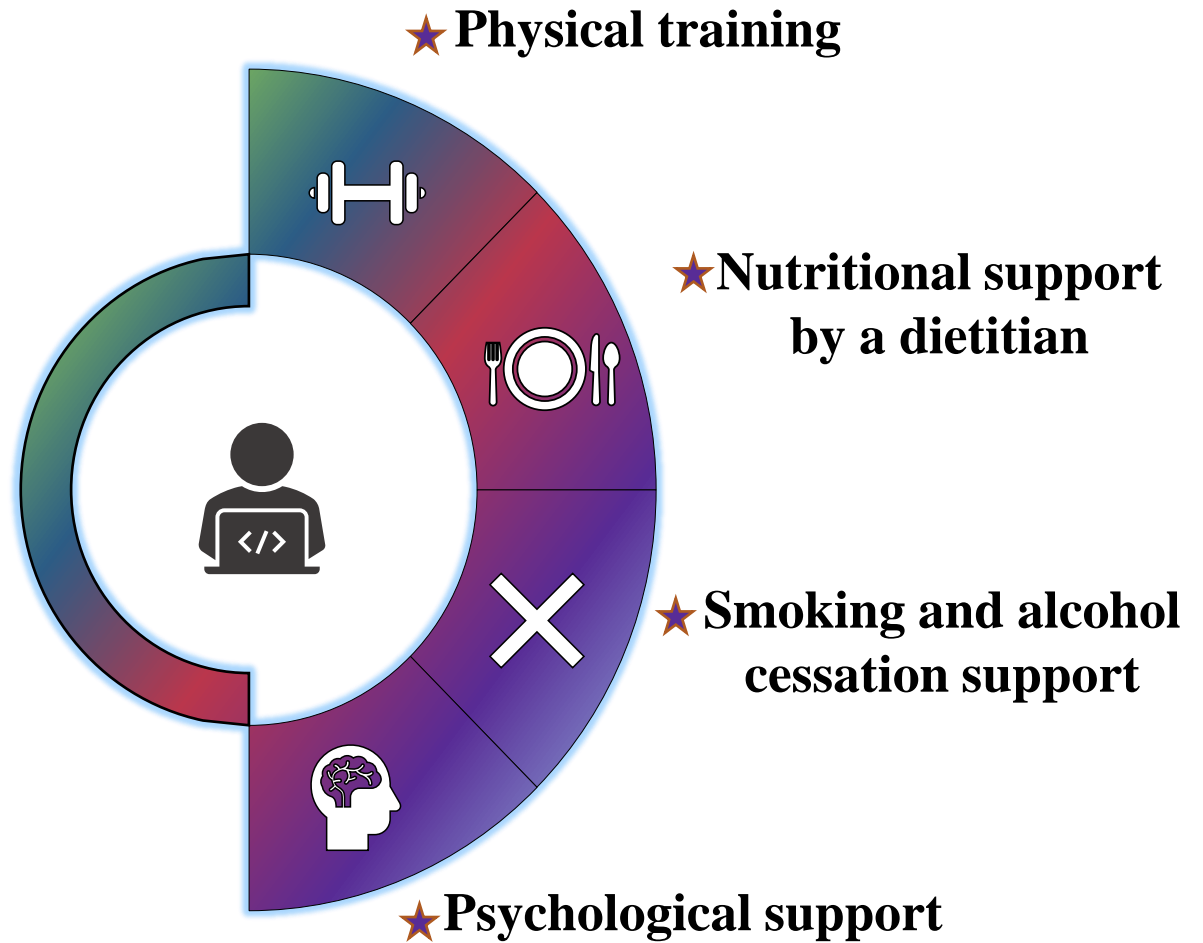 Physical training
Nutritional support
by a dietitian
</>
Smoking and alcohol
cessation support
Psychological support